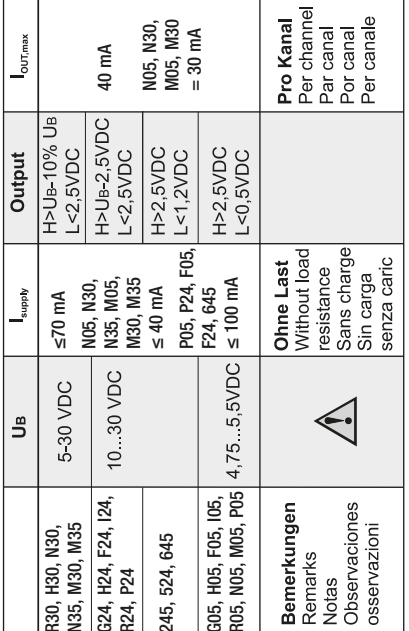 UB
Isupply
Output
IOUT,max
R30, H30, N30,
N35, M30, M35
5-30 VDC
≤70 mA
N05, N30,
N35, M05,
M30, M35
≤ 40 mA
P05, P24, F05,
F24, 645
≤ 100 mA
H>UB-10% UB
L<2,5VDC
40 mA
N05, N30,
M05, M30
= 30 mA
G24, H24, F24, I24,
R24, P24
10...30 VDC
H>UB-2,5VDC
L<2,5VDC
245, 524, 645
H>2,5VDC
L<1,2VDC
G05, H05, F05, I05,
R05, N05, M05, P05
4,75...5,5VDC
H>2,5VDC
L<0,5VDC
Bemerkungen
Remarks
Notas
Observaciones
osservazioni
Ohne Last
Without load
resistance
Sans charge
Sin carga
senza caric
Pro Kanal
Per channel
Par canal
Por canal
Per canale